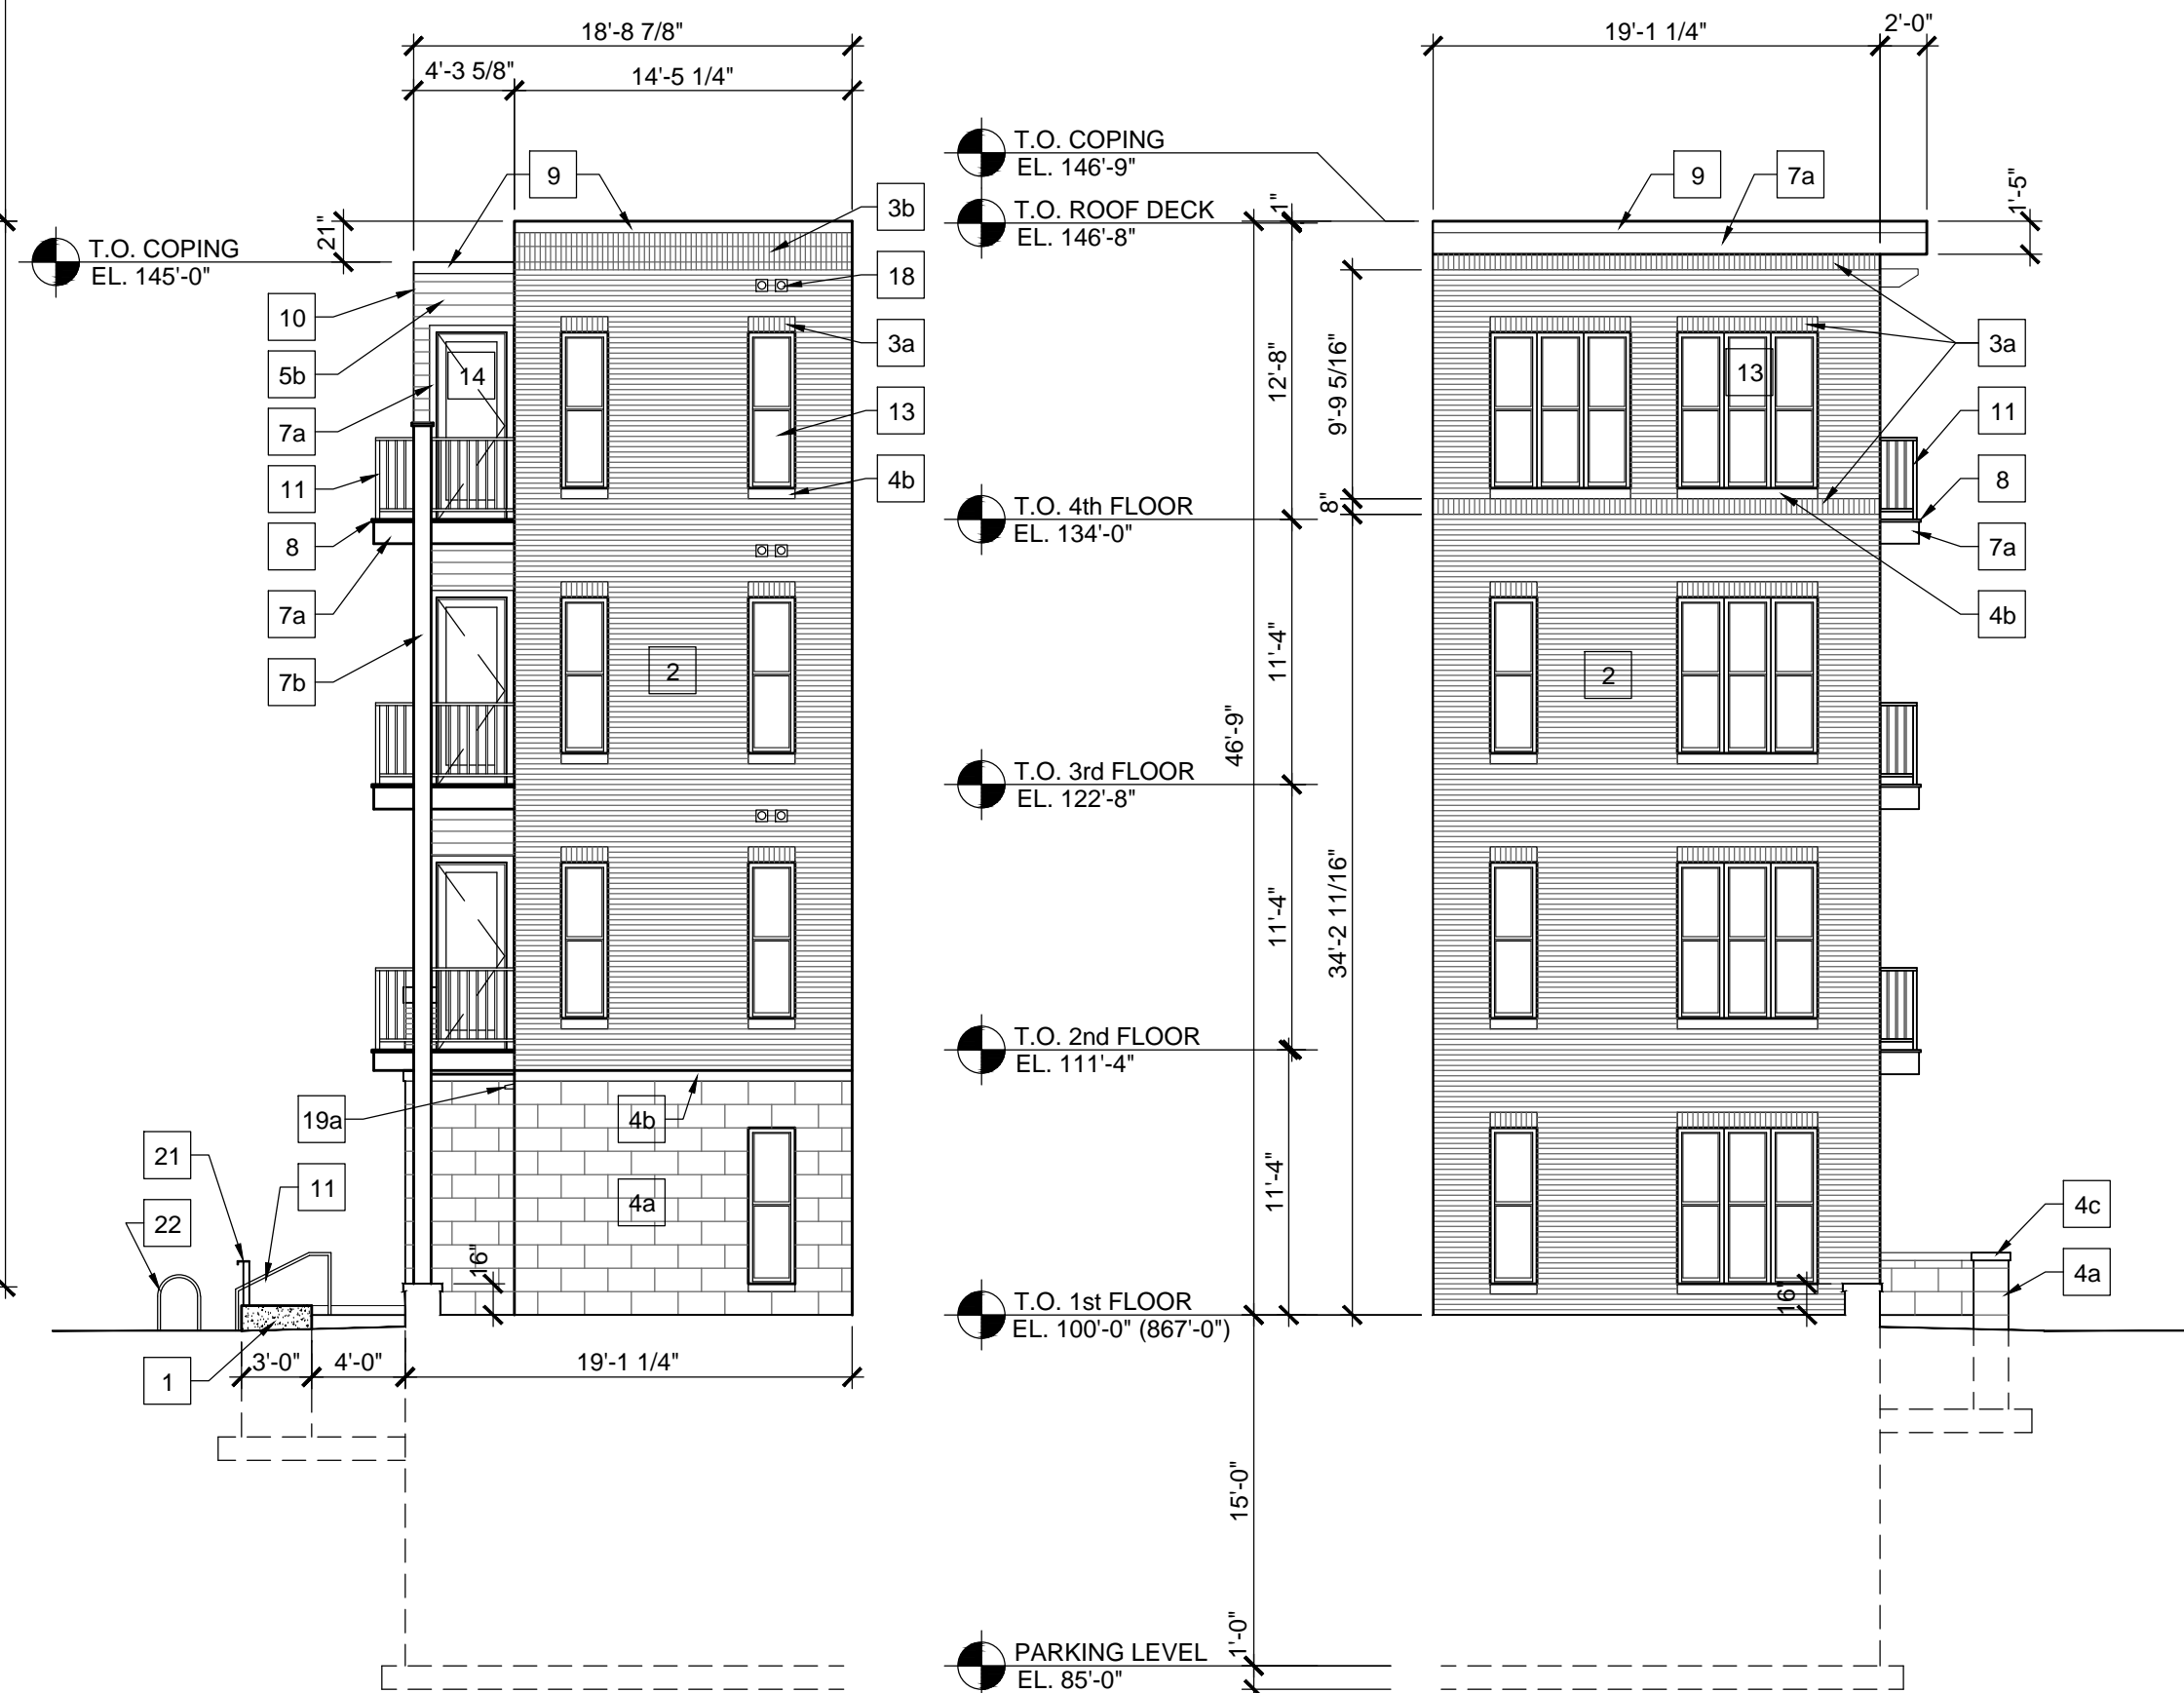 18'-8 7/8"
4'-3 5/8"
14'-5 1/4"
19'-1 1/4"
2'-0"
T.O. COPING
EL. 146'-9"
T.O. ROOF DECK
EL. 146'-8"
1"
1'-5"
21"
T.O. COPING
EL. 145'-0"
9
3b
18
3a
13
4b
10
5b
7a
14
11
8
7a
7b
2
9
7a
3a
13
11
8
7a
4b
2
12'-8"
9'-9 5/16"
8"
T.O. 4th FLOOR
EL. 134'-0"
11'-4"
46'-9"
T.O. 3rd FLOOR
EL. 122'-8"
34'-2 11/16"
11'-4"
T.O. 2nd FLOOR
EL. 111'-4"
11'-4"
19a
4b
21
11
4a
22
16"
16"
4c
4a
T.O. 1st FLOOR
EL. 100'-0" (867'-0")
1
3'-0"
4'-0"
19'-1 1/4"
15'-0"
1'-0"
PARKING LEVEL
EL. 85'-0"